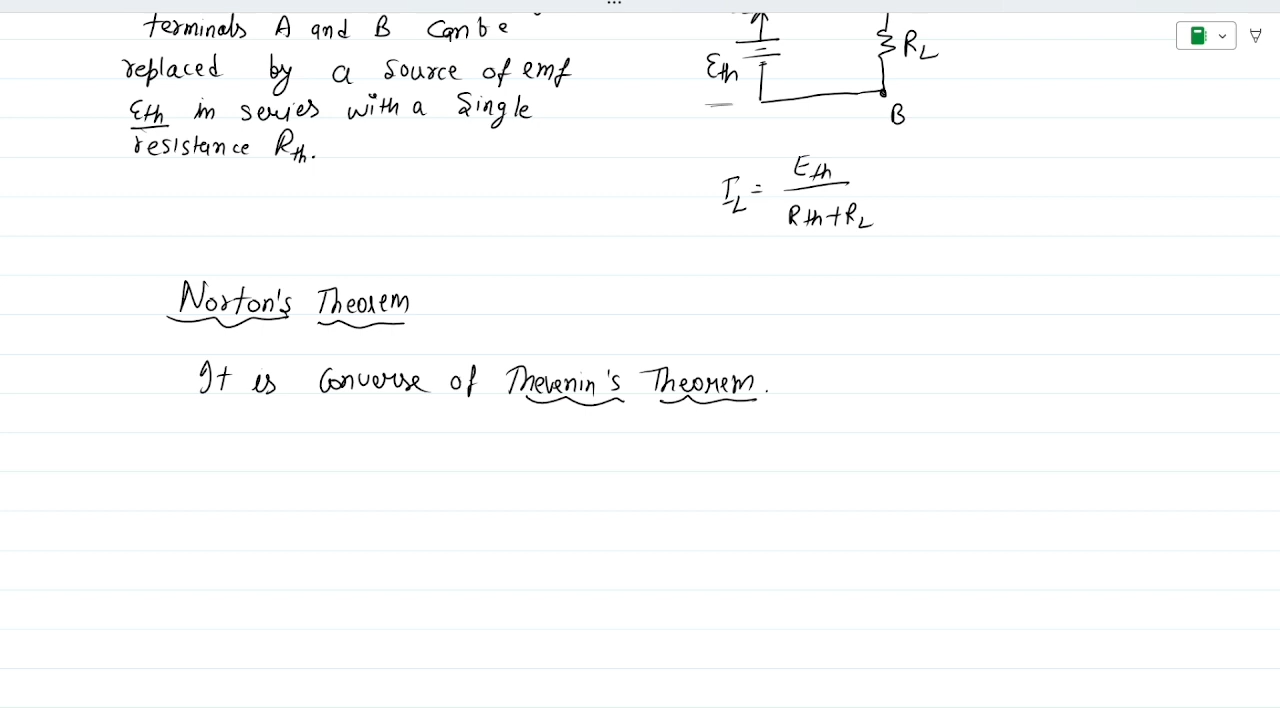 terminals A and B Can be
replaced by a Source of emf
Eth in series with a Single
resistance Rth.
Eth
RL
B
IL = Eth / Rth+RL
Norton's Theorem
It is Converse of Thevenin's Theorem.